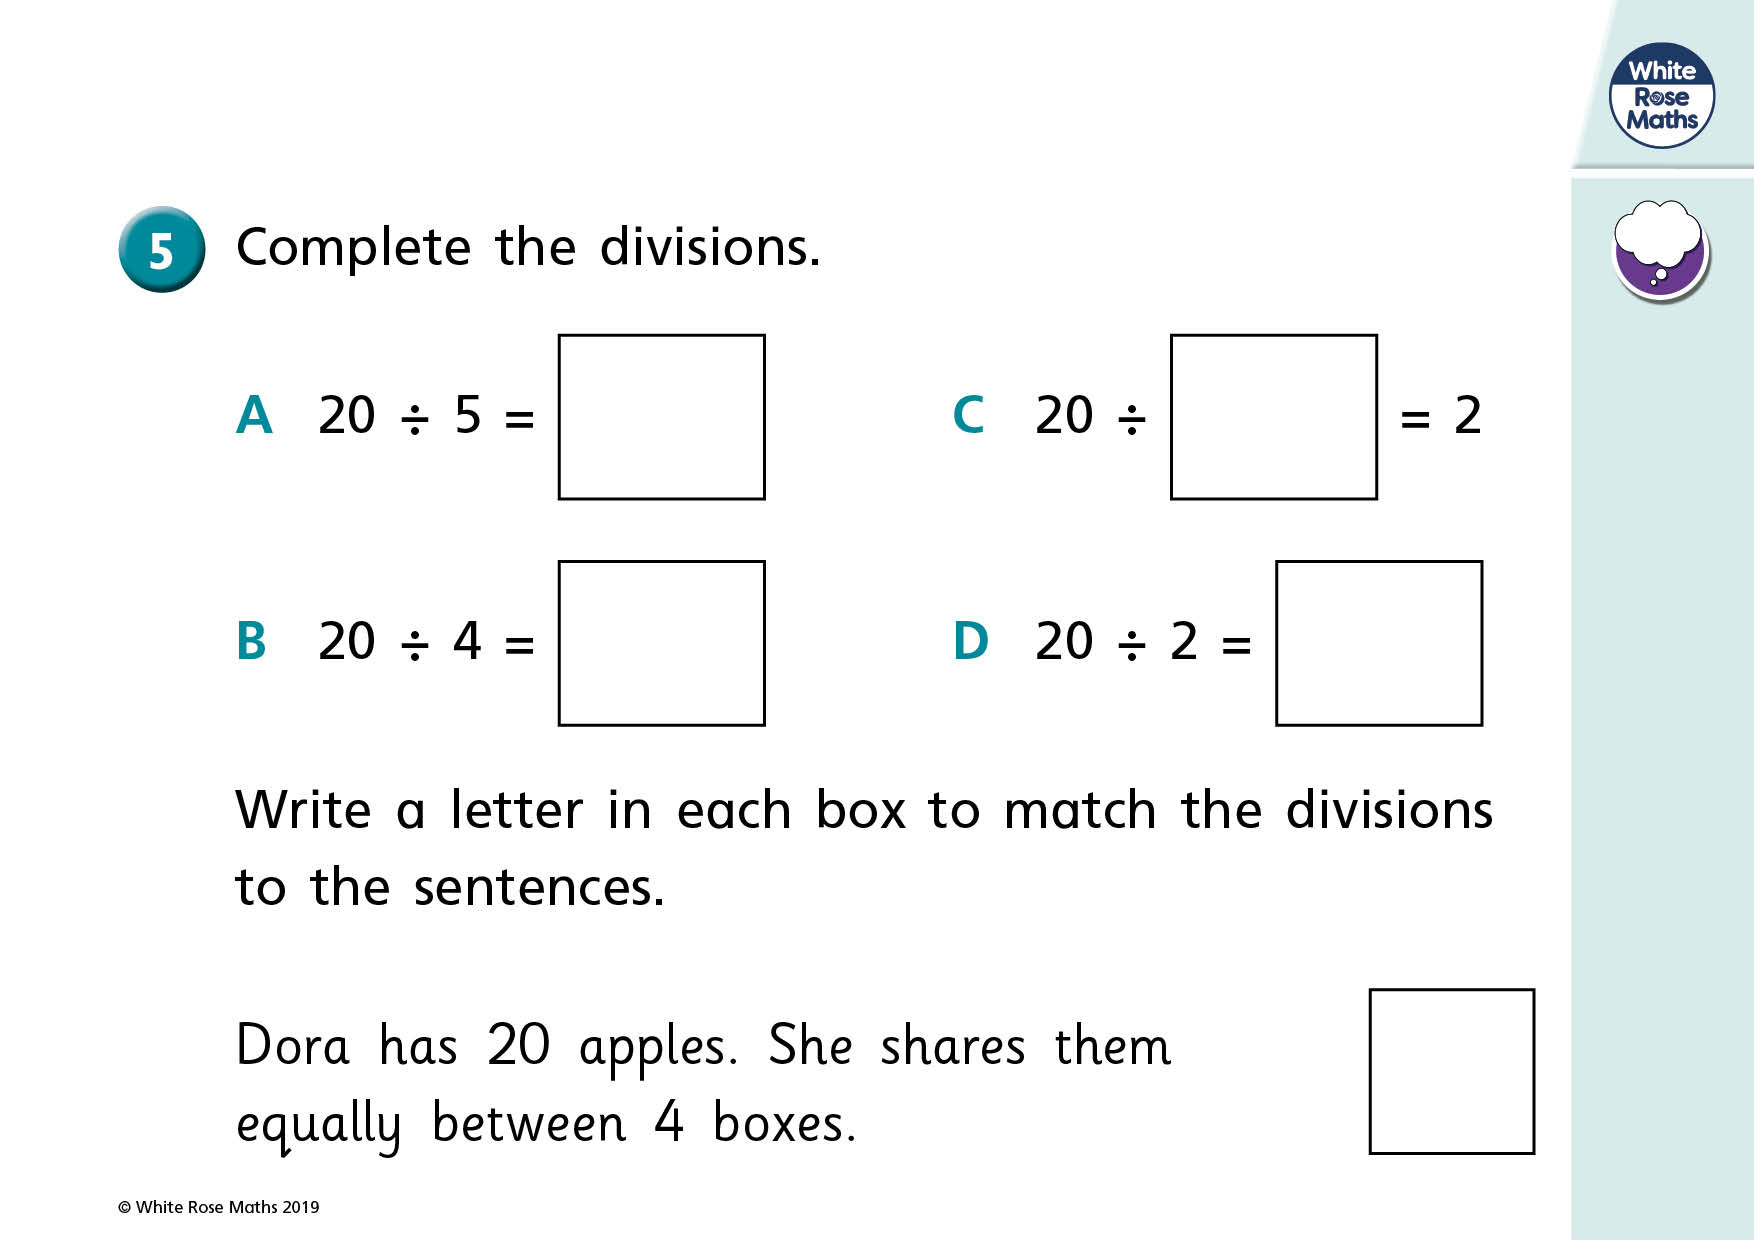 White
Rose
Maths
5 Complete the divisions.
A 20 ÷ 5 =
C 20 ÷ = 2
B 20 ÷ 4 =
D 20 ÷ 2 =
Write a letter in each box to match the divisions
to the sentences.
Dora has 20 apples. She shares them
equally between 4 boxes.
© White Rose Maths 2019